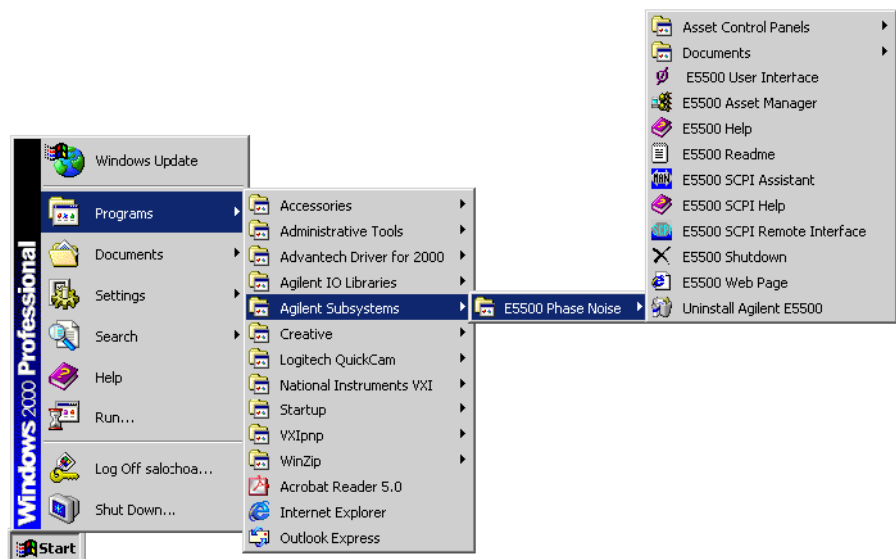 Asset Control Panels
Documents
E5500 User Interface
E5500 Asset Manager
E5500 Help
E5500 Readme
E5500 SCPI Assistant
E5500 SCPI Help
E5500 SCPI Remote Interface
E5500 Shutdown
E5500 Web Page
Uninstall Agilent E5500
Windows 2000 Professional
Windows Update
Programs
Documents
Settings
Search
Help
Run...
Log Off salochoa...
Shut Down...
Accessories
Administrative Tools
Advantech Driver for 2000
Agilent IO Libraries
Agilent Subsystems
Creative
Logitech QuickCam
National Instruments VXI
Startup
VXIpnp
WinZip
Acrobat Reader 5.0
Internet Explorer
Outlook Express
E5500 Phase Noise
Start